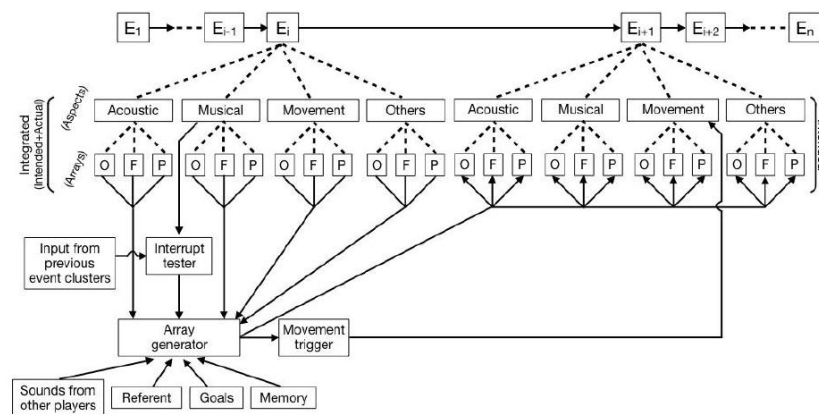 E1 Ei-1 Ei Ei+1 Ei+2 En
Integrated
(Intended+Actual)
(Aspects)
Acoustic Musical Movement Others Acoustic Musical Movement Others
(Arrays)
O F P O F P O F P O F P O F P O F P O F P O F P
Input from
previous
event clusters
Interrupt
tester
Array
generator
Movement
trigger
Sounds from
other players
Referent Goals Memory